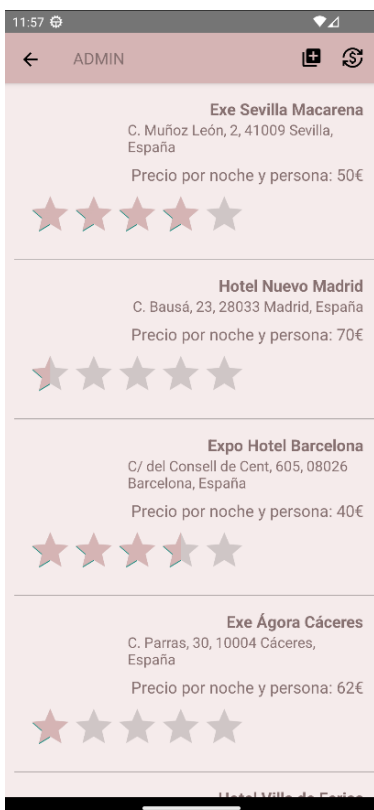 11:57
ADMIN
Exe Sevilla Macarena
C. Muñoz León, 2, 41009 Sevilla,
España
Precio por noche y persona: 50€
Hotel Nuevo Madrid
C. Bausá, 23, 28033 Madrid, España
Precio por noche y persona: 70€
Expo Hotel Barcelona
C/ del Consell de Cent, 605, 08026
Barcelona, España
Precio por noche y persona: 40€
Exe Ágora Cáceres
C. Parras, 30, 10004 Cáceres,
España
Precio por noche y persona: 62€
Hotel Villa de